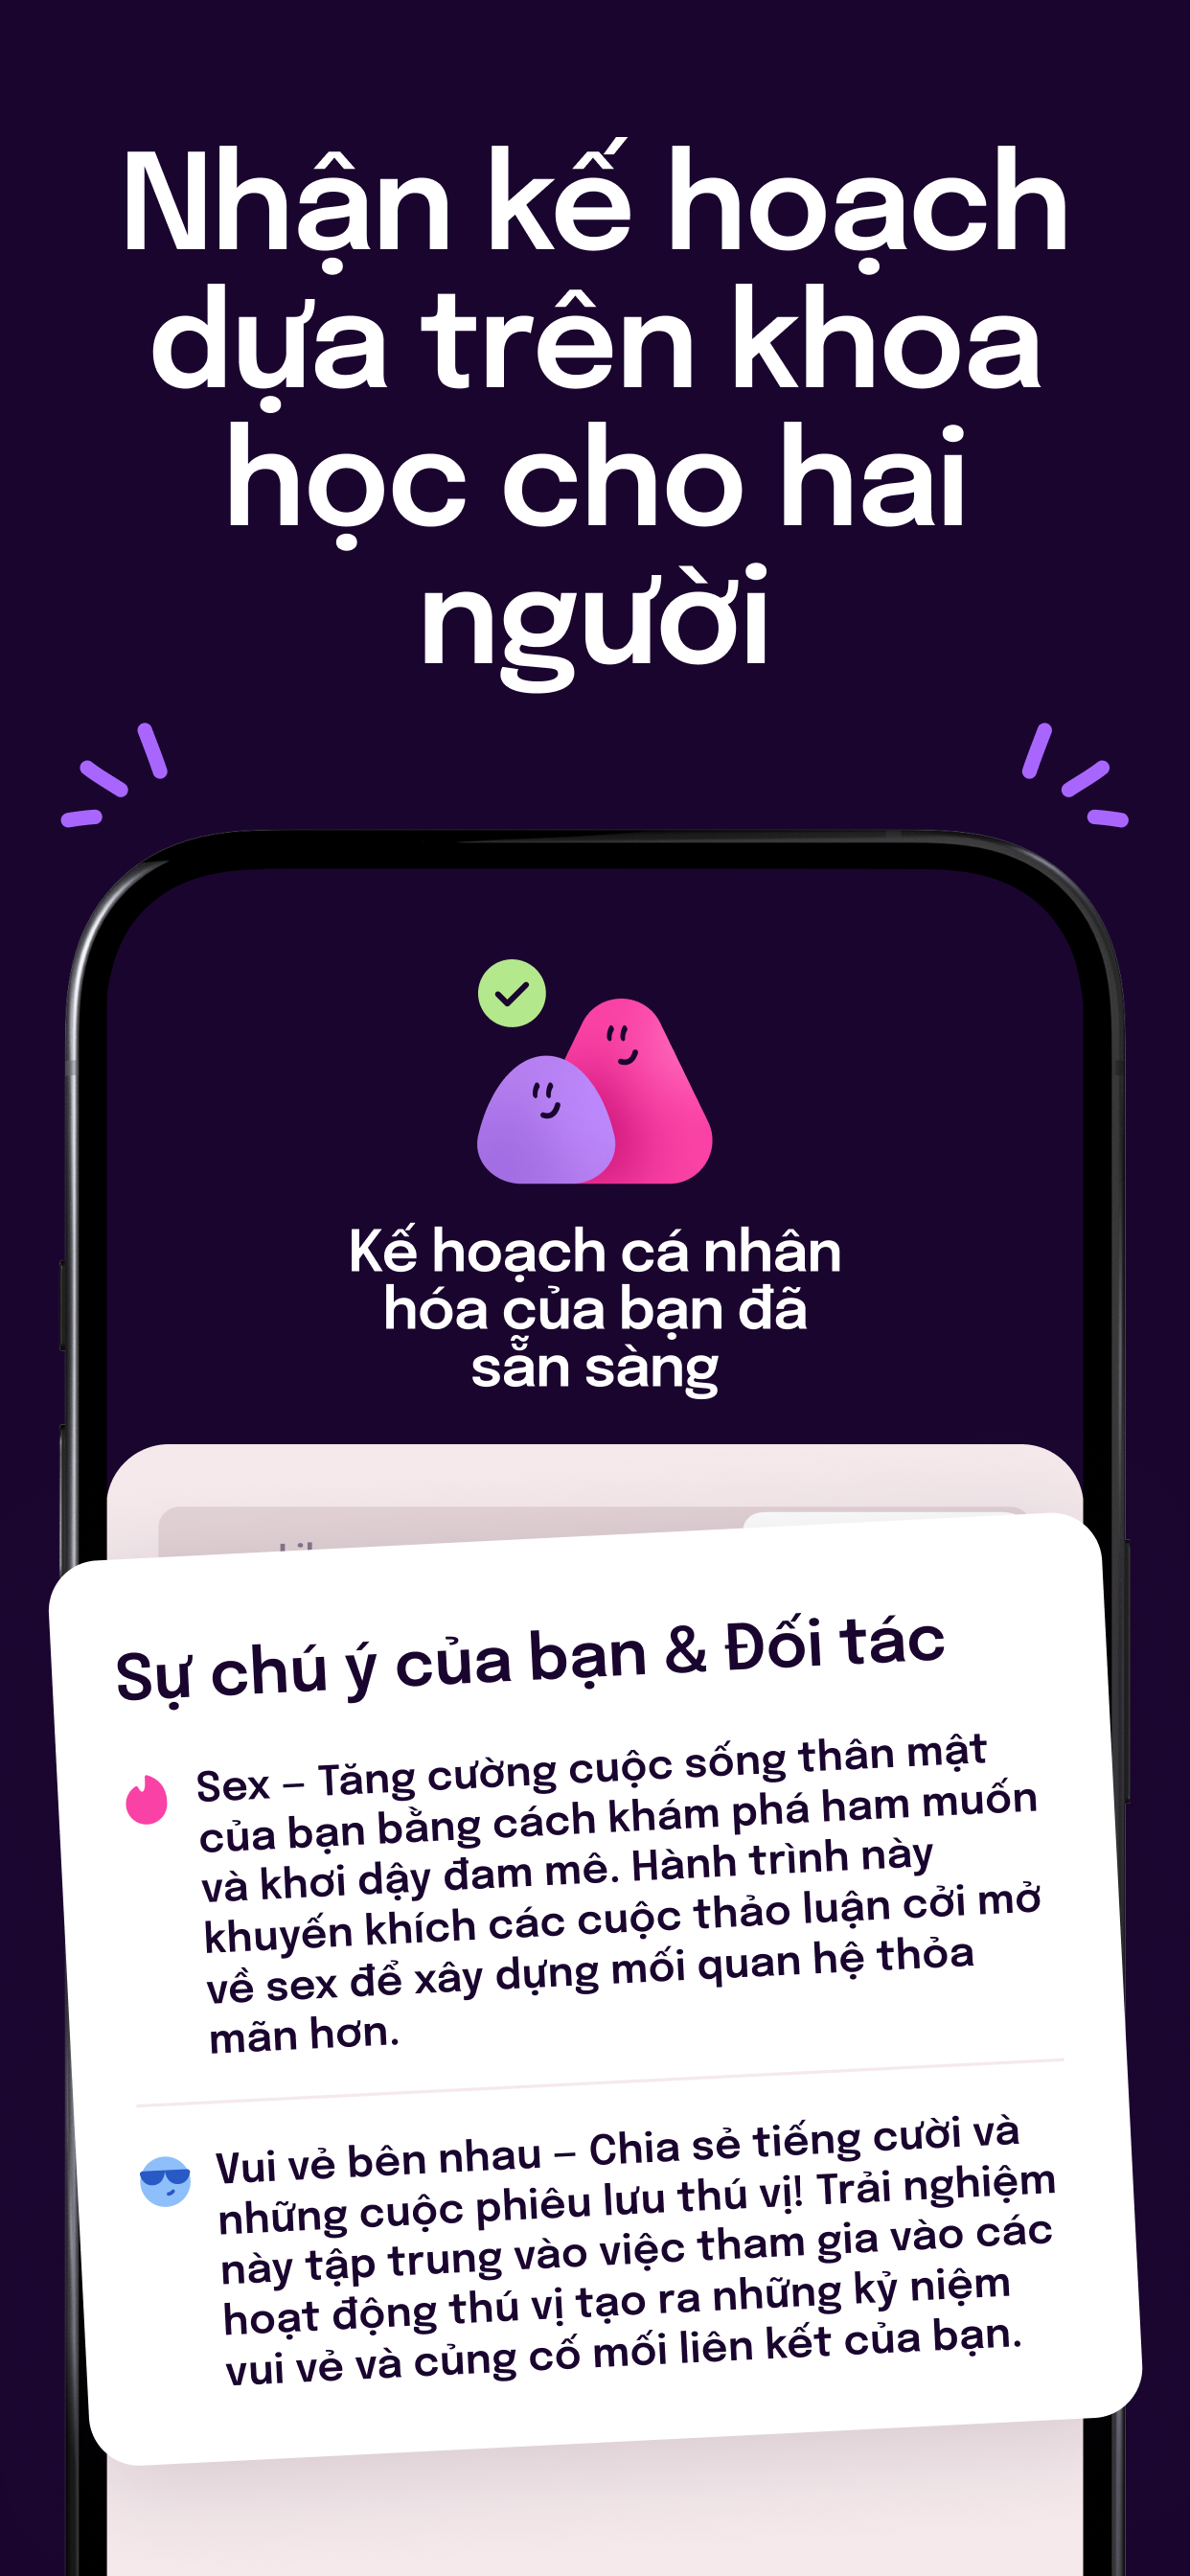 Nhận kế hoạch
dựa trên khoa
học cho hai
người
Kế hoạch cá nhân
hóa của bạn đã
sẵn sàng
Sự chú ý của bạn & Đối tác
Sex – Tăng cường cuộc sống thân mật
của bạn bằng cách khám phá ham muốn
và khơi dậy đam mê. Hành trình này
khuyến khích các cuộc thảo luận cởi mở
về sex để xây dựng mối quan hệ thỏa
mãn hơn.
Vui vẻ bên nhau – Chia sẻ tiếng cười và
những cuộc phiêu lưu thú vị! Trải nghiệm
này tập trung vào việc tham gia vào các
hoạt động thú vị tạo ra những kỷ niệm
vui vẻ và củng cố mối liên kết của bạn.